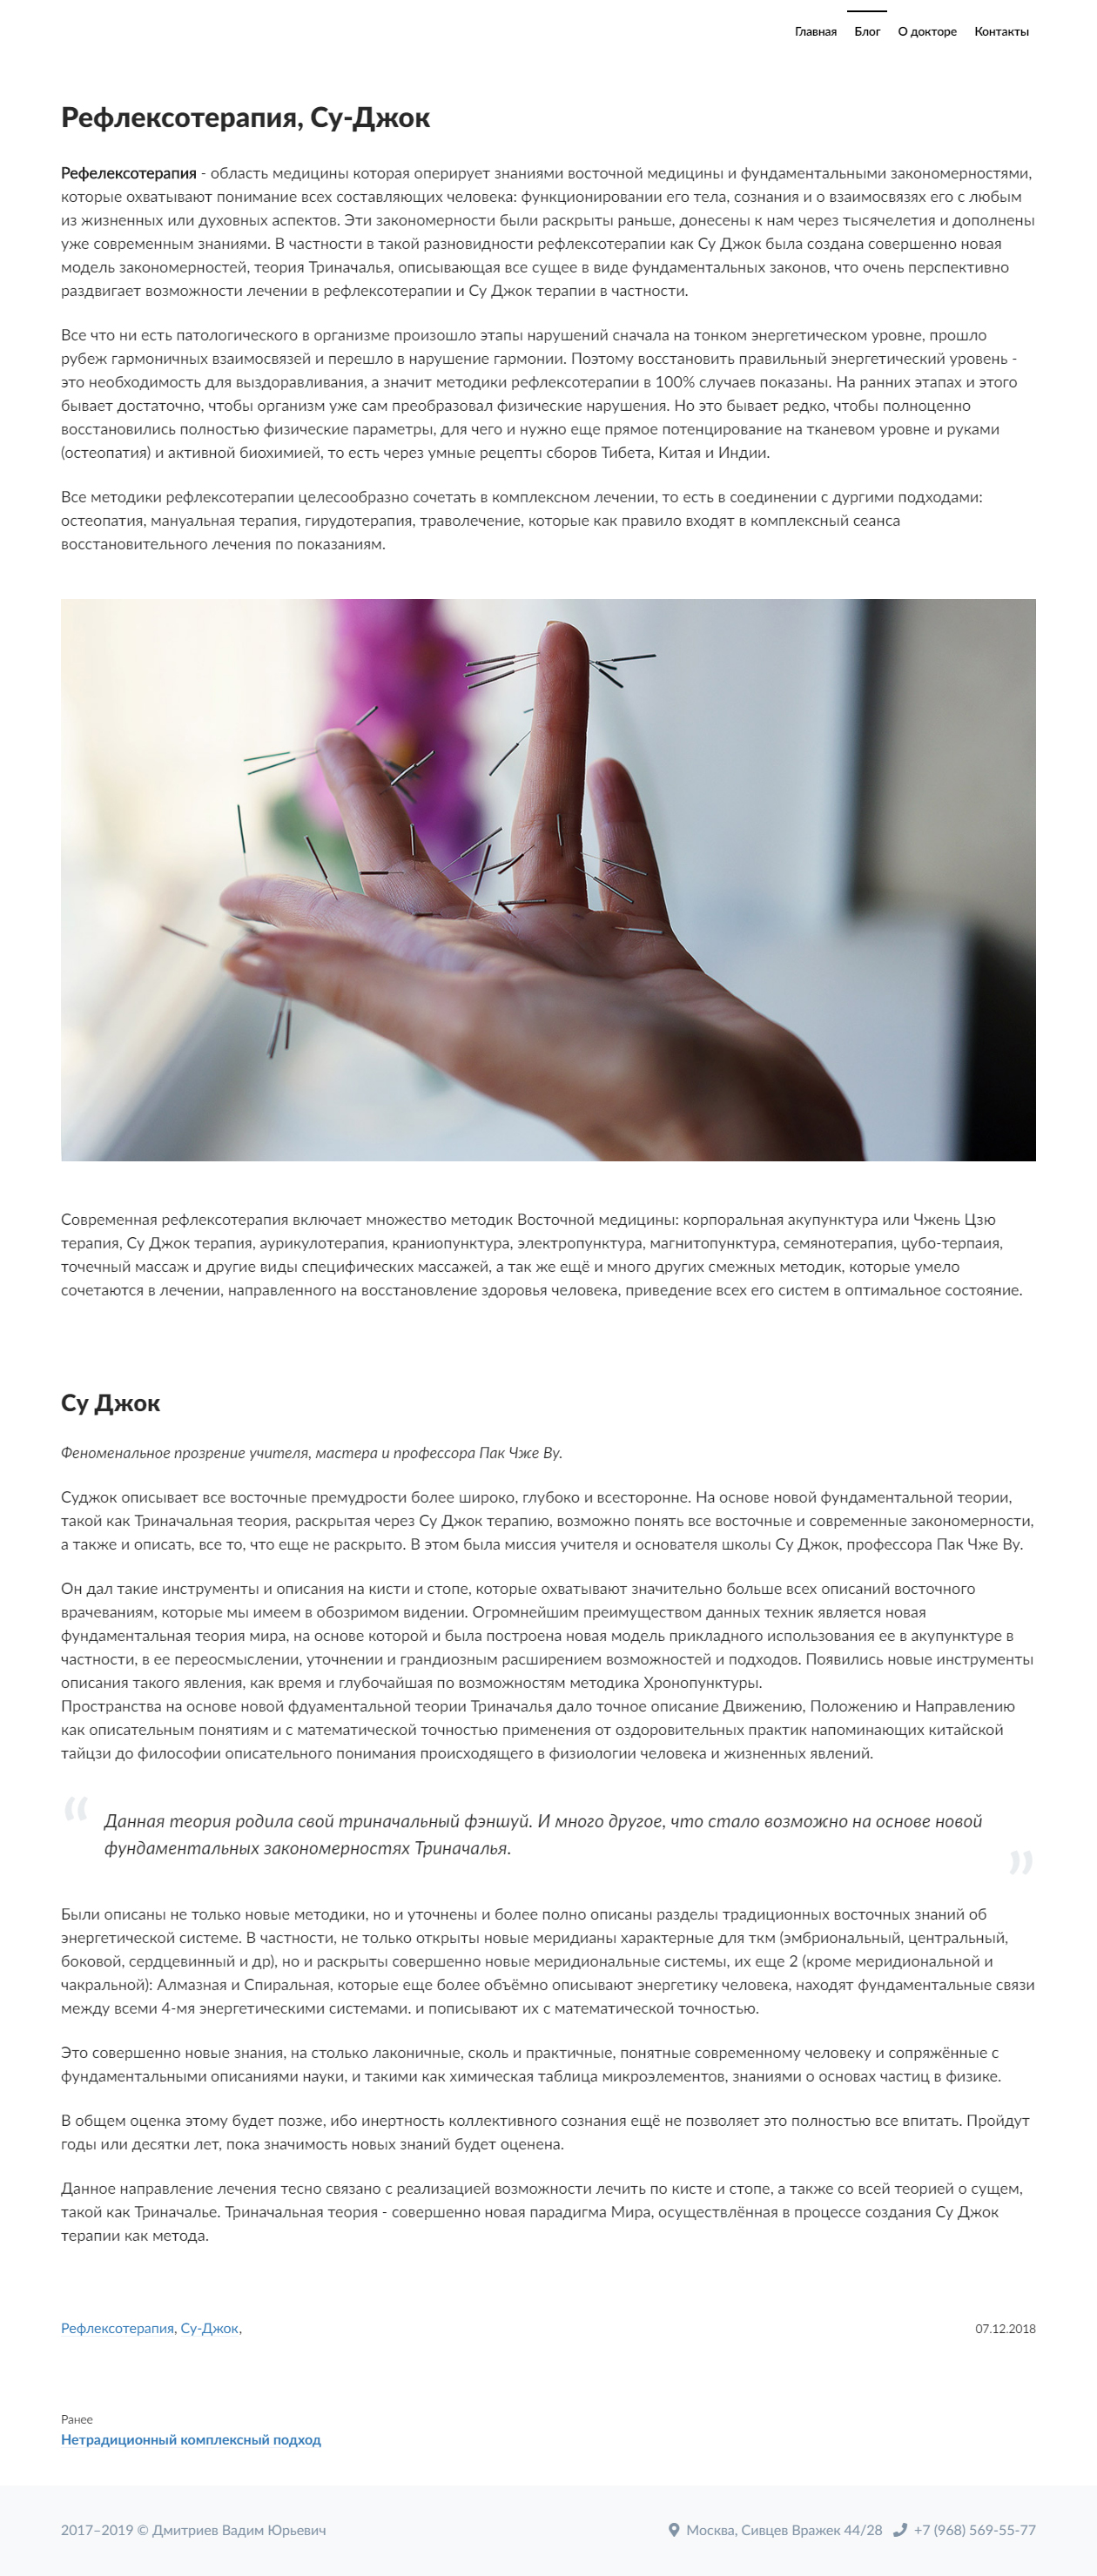 Главная Блог О докторе Контакты
Рефлексотерапия, Су-Джок
Рефелексотерапия - область медицины которая оперирует знаниями восточной медицины и фундаментальными закономерностями,
которые охватывают понимание всех составляющих человека: функционировании его тела, сознания и о взаимосвязях его с любым
из жизненных или духовных аспектов. Эти закономерности были раскрыты раньше, донесены к нам через тысячелетия и дополнены
уже современным знаниями. В частности в такой разновидности рефлексотерапии как Су Джок была создана совершенно новая
модель закономерностей, теория Триначалья, описывающая все сущее в виде фундаментальных законов, что очень перспективно
раздвигает возможности лечении в рефлексотерапии и Су Джок терапии в частности.
Все что ни есть патологического в организме произошло этапы нарушений сначала на тонком энергетическом уровне, прошло
рубеж гармоничных взаимосвязей и перешло в нарушение гармонии. Поэтому восстановить правильный энергетический уровень -
это необходимость для выздоравливания, а значит методики рефлексотерапии в 100% случаев показаны. На ранних этапах и этого
бывает достаточно, чтобы организм уже сам преобразовал физические нарушения. Но это бывает редко, чтобы полноценно
восстановились полностью физические параметры, для чего и нужно еще прямое потенцирование на тканевом уровне и руками
(остеопатия) и активной биохимией, то есть через умные рецепты сборов Тибета, Китая и Индии.
Все методики рефлексотерапии целесообразно сочетать в комплексном лечении, то есть в соединении с дургими подходами:
остеопатия, мануальная терапия, гирудотерапия, траволечение, которые как правило входят в комплексный сеанса
восстановительного лечения по показаниям.
Современная рефлексотерапия включает множество методик Восточной медицины: корпоральная акупунктура или Чжень Цзю
терапия, Су Джок терапия, аурикулотерапия, краниопунктура, электропунктура, магнитопунктура, семянотерапия, цубо-терпаия,
точечный массаж и другие виды специфических массажей, а так же ещё и много других смежных методик, которые умело
сочетаются в лечении, направленного на восстановление здоровья человека, приведение всех его систем в оптимальное состояние.
Су Джок
Феноменальное прозрение учителя, мастера и профессора Пак Чже Ву.
Суджок описывает все восточные премудрости более широко, глубоко и всесторонне. На основе новой фундаментальной теории,
такой как Триначальная теория, раскрытая через Су Джок терапию, возможно понять все восточные и современные закономерности,
а также и описать, все то, что еще не раскрыто. В этом была миссия учителя и основателя школы Су Джок, профессора Пак Чже Ву.
Он дал такие инструменты и описания на кисти и стопе, которые охватывают значительно больше всех описаний восточного
врачеваниям, которые мы имеем в обозримом видении. Огромнейшим преимуществом данных техник является новая
фундаментальная теория мира, на основе которой и была построена новая модель прикладного использования ее в акупунктуре в
частности, в ее переосмыслении, уточнении и грандиозным расширением возможностей и подходов. Появились новые инструменты
описания такого явления, как время и глубочайшая по возможностям методика Хронопунктуры.
Пространства на основе новой фдументальной теории Триначалья дало точное описание Движению, Положению и Направлению
как описательным понятиям и с математической точностью применения от оздоровительных практик напоминающих китайской
тайцзи до философии описательного понимания происходящего в физиологии человека и жизненных явлений.
“ Данная теория родила свой триначальный фэншуй. И много другое, что стало возможно на основе новой
фундаментальных закономерностях Триначалья. ”
Были описаны не только новые методики, но и уточнены и более полно описаны разделы традиционных восточных знаний об
энергетической системе. В частности, не только открыты новые меридианы характерные для ткм (эмбриональный, центральный,
боковой, сердцевинный и др), но и раскрыты совершенно новые меридиональные системы, их еще 2 (кроме меридиональной и
чакральной): Алмазная и Спиральная, которые еще более объёмно описывают энергетику человека, находят фундаментальные связи
между всеми 4-мя энергетическими системами. и пописывают их с математической точностью.
Это совершенно новые знания, на столько лаконичные, сколь и практичные, понятные современному человеку и сопряжённые с
фундаментальными описаниями науки, и такими как химическая таблица микроэлементов, знаниями о основах частиц в физике.
В общем оценка этому будет позже, ибо инертность коллективного сознания ещё не позволяет это полностью все впитать. Пройдут
годы или десятки лет, пока значимость новых знаний будет оценена.
Данное направление лечения тесно связано с реализацией возможности лечить по кисте и стопе, а также со всей теорией о сущем,
такой как Триначалье. Триначальная теория - совершенно новая парадигма Мира, осуществлённая в процессе создания Су Джок
терапии как метода.
Рефлексотерапия, Су-Джок, 07.12.2018
Ранее
Нетрадиционный комплексный подход
2017–2019 © Дмитриев Вадим Юрьевич Москва, Сивцев Вражек 44/28 +7 (968) 569-55-77